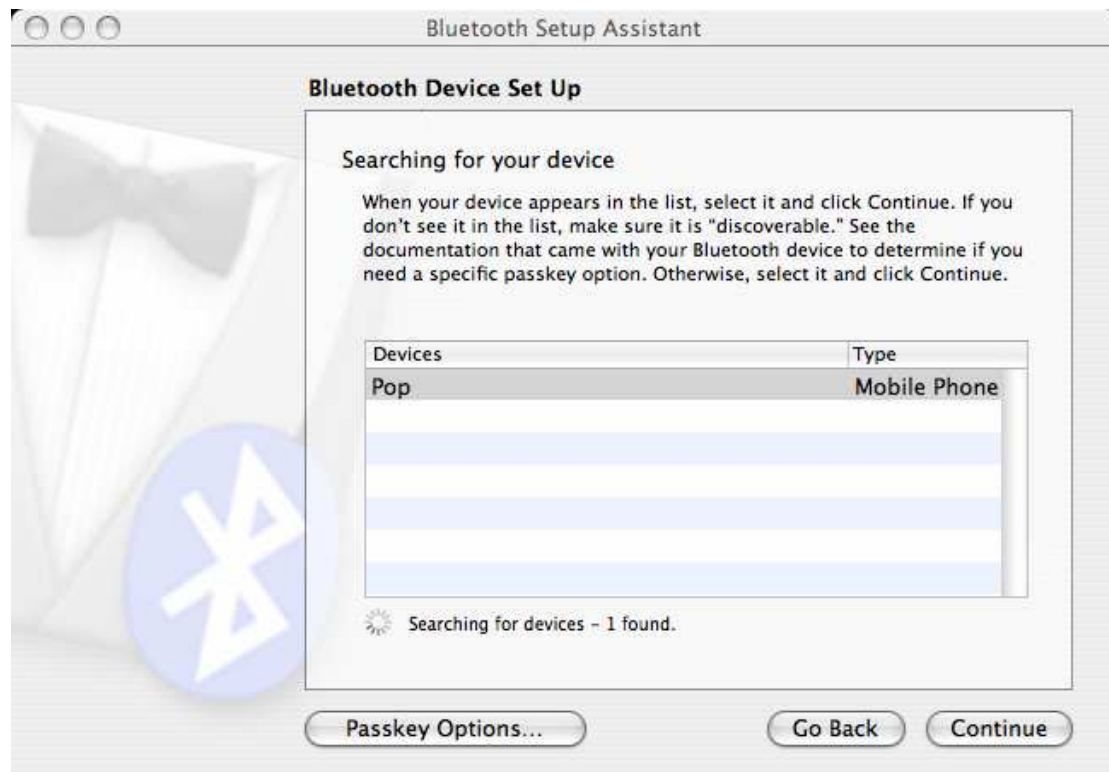 Bluetooth Setup Assistant
Bluetooth Device Set Up
Searching for your device
When your device appears in the list, select it and click Continue. If you
don't see it in the list, make sure it is “discoverable.” See the
documentation that came with your Bluetooth device to determine if you
need a specific passkey option. Otherwise, select it and click Continue.
Devices Type
Pop Mobile Phone
Searching for devices – 1 found.
Passkey Options... Go Back Continue